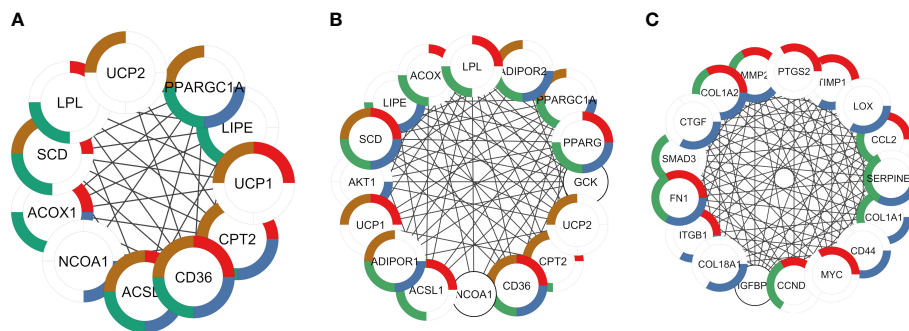 A
UCP2
PPARGC1A
LPL
LIPE
SCD
UCP1
ACOX1
CPT2
NCOA1
CD36
ACSL
B
LPL
ADIPOR2
ACOX
PPARGC1A
LIPE
SCD
PPARG
AKT1
GCK
UCP1
UCP2
ADIPOR1
CPT2
ACSL1
NCOA1
CD36
C
PTGS2
TIMP1
MMP2
COL1A2
LOX
CTGF
CCL2
SMAD3
SERPINE
FN1
COL1A1
ITGB1
CD44
COL18A1
MYC
IGFBP
CCND